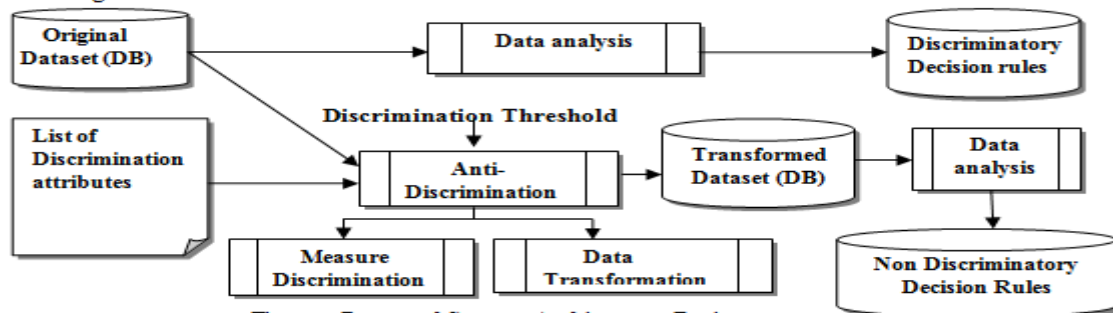 Original
Dataset (DB)
Data analysis
Discriminatory
Decision rules
List of
Discrimination
attributes
Discrimination Threshold
Anti-
Discrimination
Transformed
Dataset (DB)
Data
analysis
Measure
Discrimination
Data
Transformation
Non Discriminatory
Decision Rules